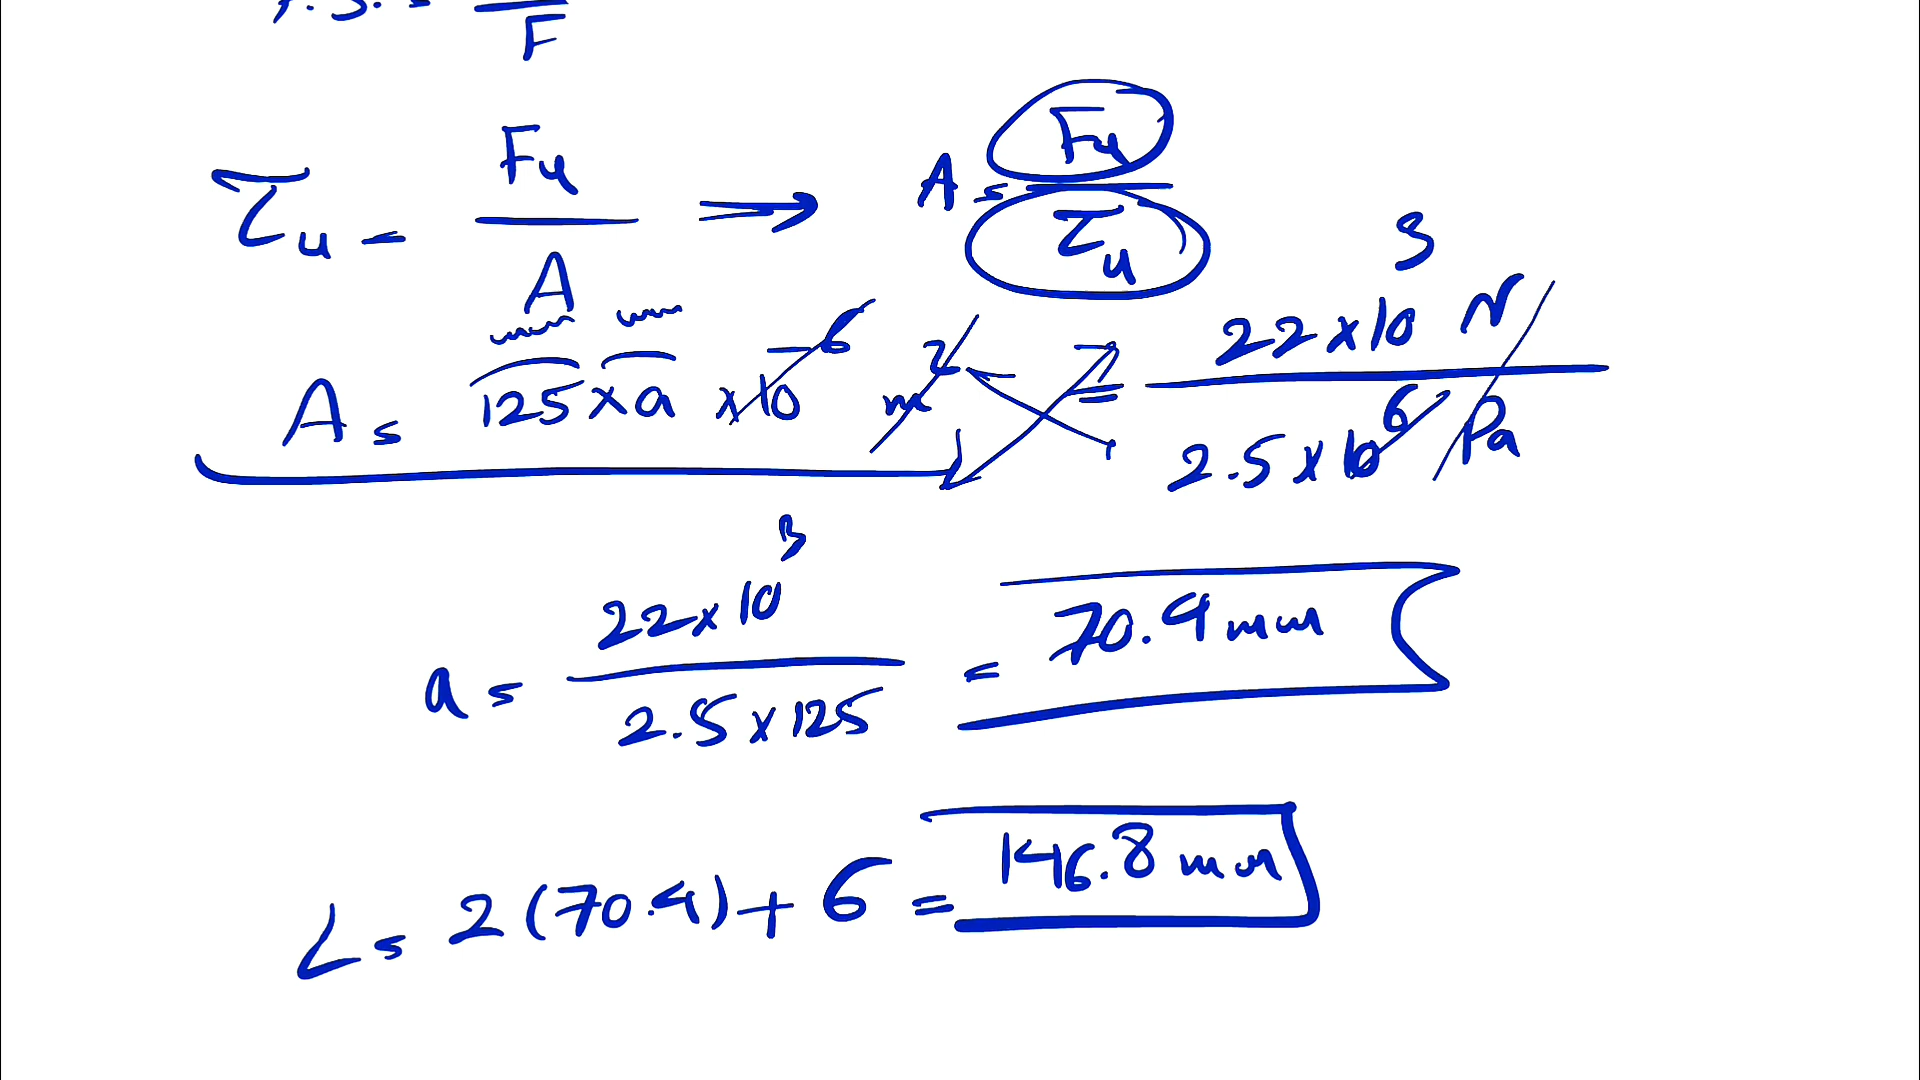 F.S. = / F
τu = Fu / A ⟹ A = Fu / τu
A = 125 × a × 10^-6 m^2 = 22 × 10^3 N / 2.5 × 10^6 Pa
a = 22 × 10^3 / 2.5 × 125 = 70.4 mm
L = 2 (70.4) + 6 = 146.8 mm